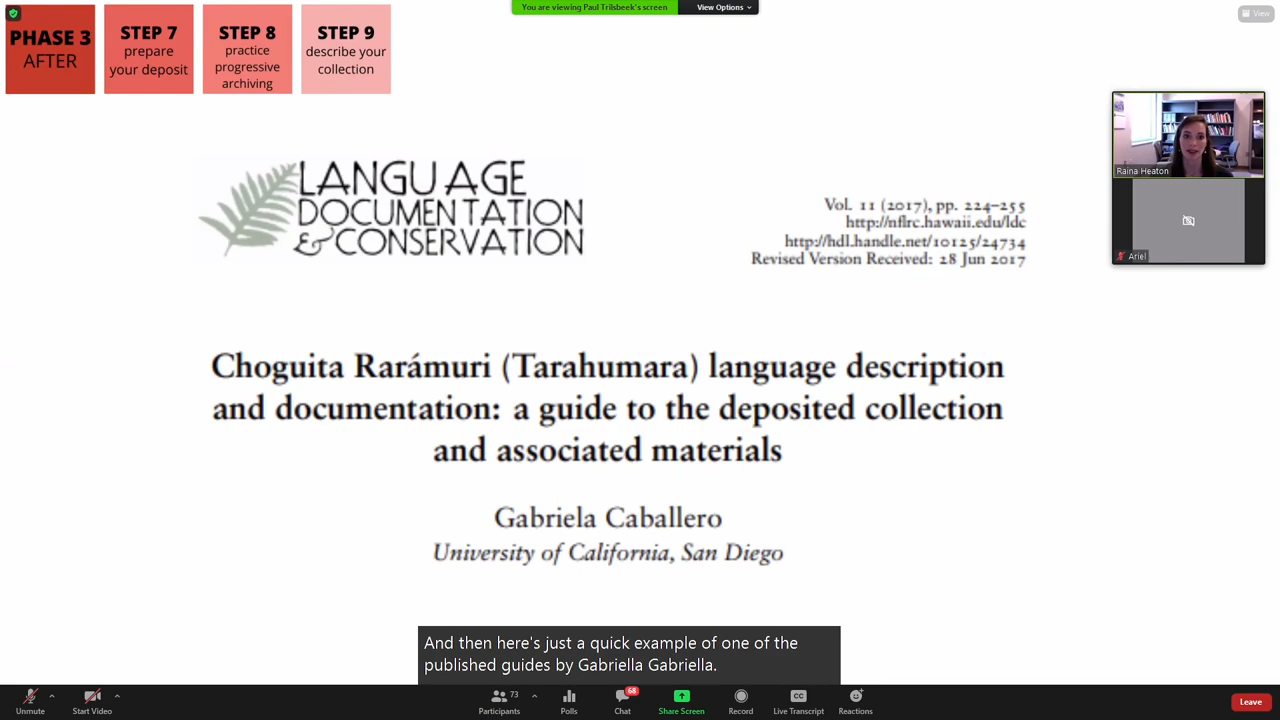 You are viewing Paul Trilsbeek's screen
View Options
View
PHASE 3
AFTER
STEP 7
prepare
your deposit
STEP 8
practice
progressive
archiving
STEP 9
describe your
collection
LANGUAGE
DOCUMENTATION
& CONSERVATION
Vol. 11 (2017), pp. 224–255
http://nflrc.hawaii.edu/ldc
http://hdl.handle.net/10125/24734
Revised Version Received: 28 Jun 2017
Raina Heaton
Ariel
Choguita Rarámuri (Tarahumara) language description
and documentation: a guide to the deposited collection
and associated materials
Gabriela Caballero
University of California, San Diego
And then here's just a quick example of one of the
published guides by Gabriella Gabriella.
Unmute
Start Video
73
Participants
Polls
68
Chat
Share Screen
Record
CC
Live Transcript
Reactions
Leave